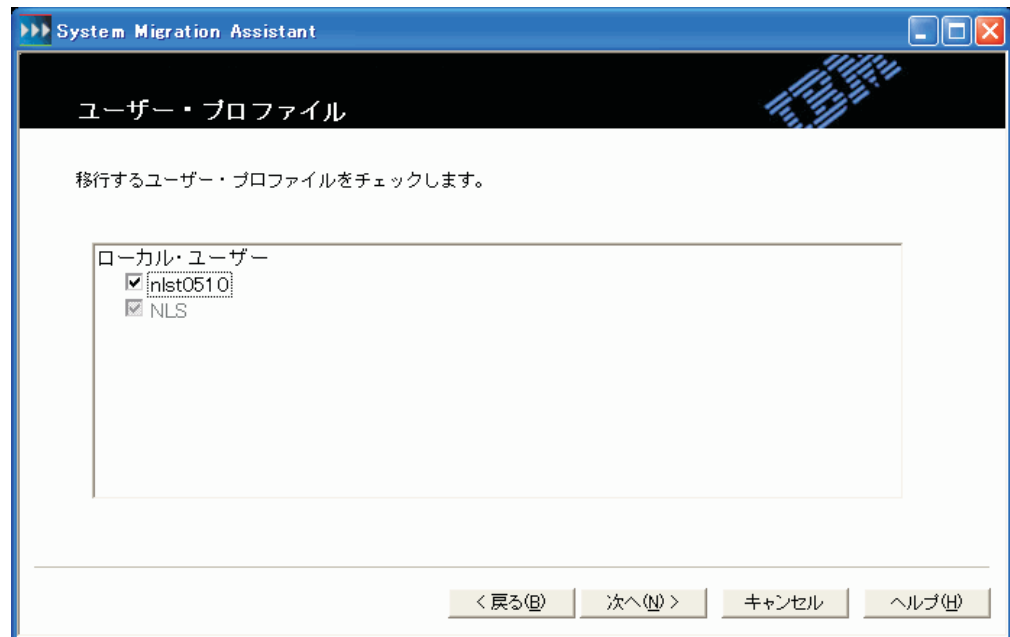 System Migration Assistant
IBM
ユーザー・プロファイル
移行するユーザー・プロファイルをチェックします。
ローカル・ユーザー
nlst0510
NLS
< 戻る(B)
次へ(N) >
キャンセル
ヘルプ(H)